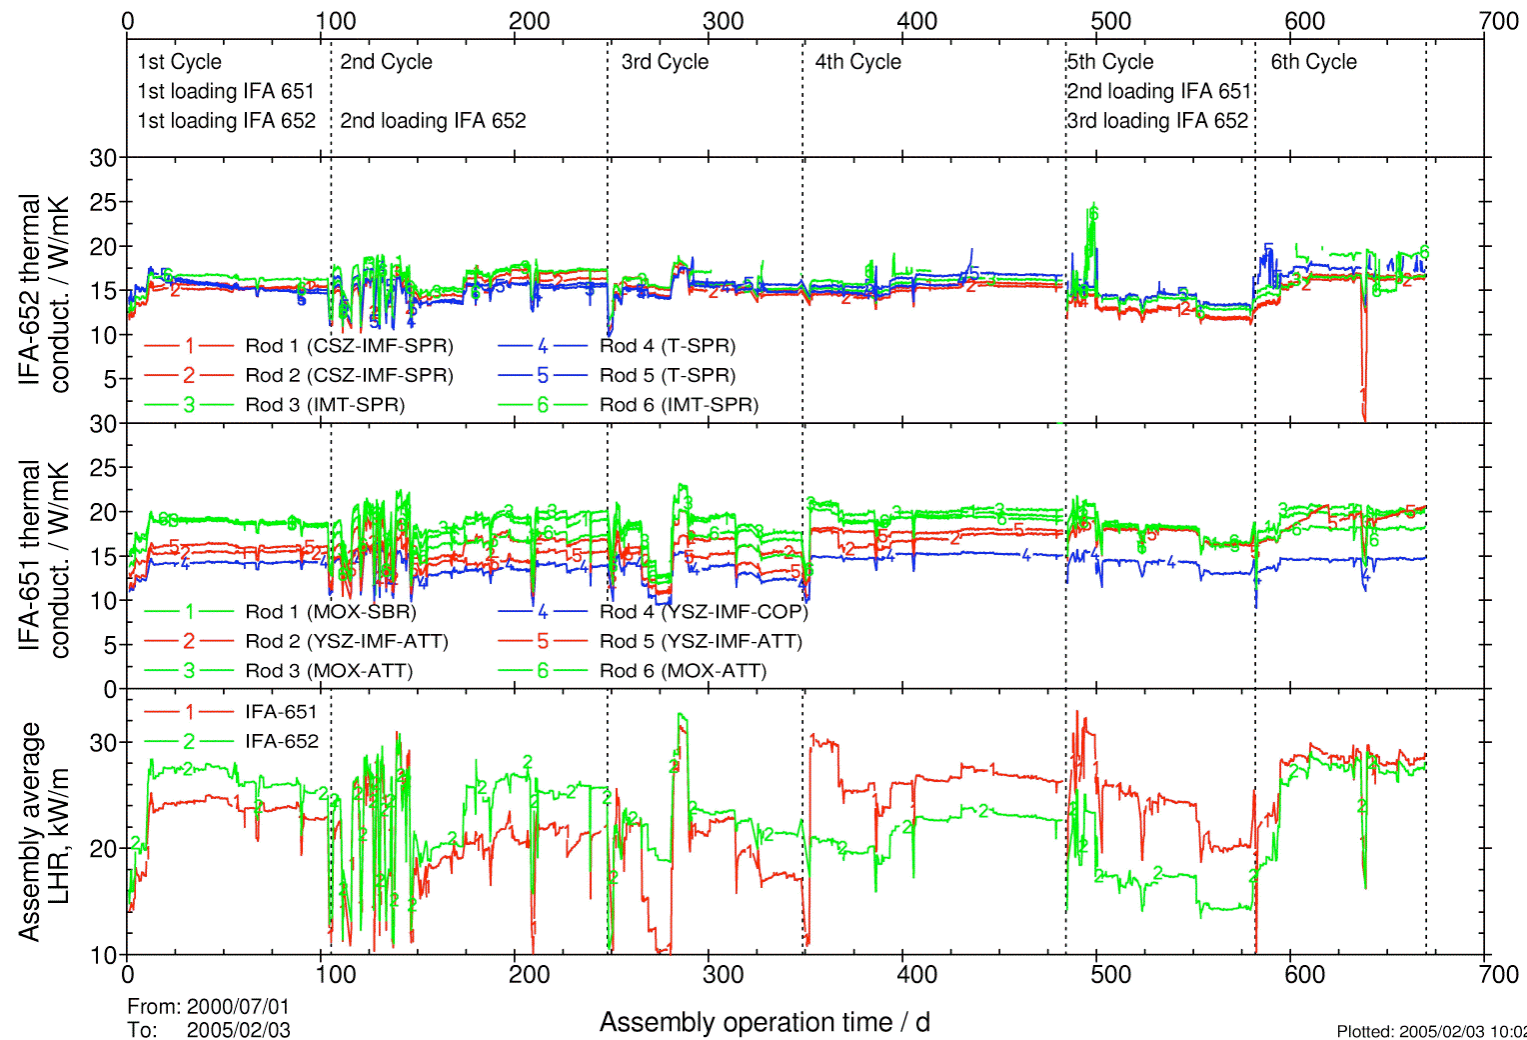 0 100 200 300 400 500 600 700
1st Cycle 2nd Cycle 3rd Cycle 4th Cycle 5th Cycle 6th Cycle
1st loading IFA 651 2nd loading IFA 651
1st loading IFA 652 2nd loading IFA 652 3rd loading IFA 652
IFA-652 thermal
conduct. / W/mK
30
25
20
15
10
5
1 Rod 1 (CSZ-IMF-SPR) 4 Rod 4 (T-SPR)
2 Rod 2 (CSZ-IMF-SPR) 5 Rod 5 (T-SPR)
3 Rod 3 (IMT-SPR) 6 Rod 6 (IMT-SPR)
IFA-651 thermal
conduct. / W/mK
30
25
20
15
10
5
0
1 Rod 1 (MOX-SBR) 4 Rod 4 (YSZ-IMF-COP)
2 Rod 2 (YSZ-IMF-ATT) 5 Rod 5 (YSZ-IMF-ATT)
3 Rod 3 (MOX-ATT) 6 Rod 6 (MOX-ATT)
Assembly average
LHR, kW/m
30
20
10
1 IFA-651
2 IFA-652
0 100 200 300 400 500 600 700
From: 2000/07/01
To: 2005/02/03
Assembly operation time / d
Plotted: 2005/02/03 10:02